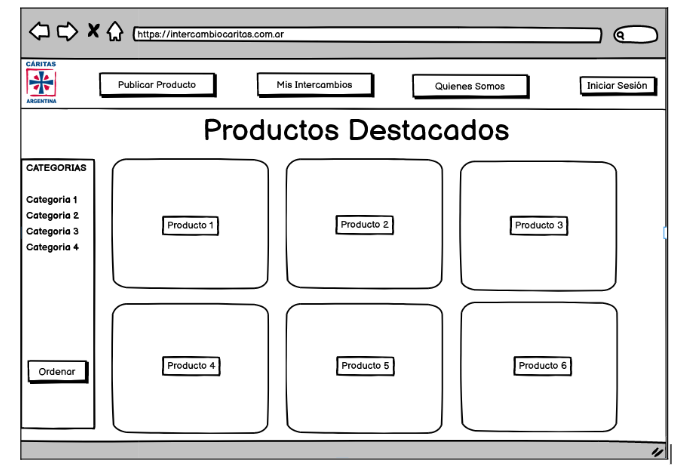 https://intercambiocaritas.com.ar
CÁRITAS
ARGENTINA
Publicar Producto
Mis Intercambios
Quienes Somos
Iniciar Sesión
Productos Destacados
CATEGORIAS
Categoria 1
Categoria 2
Categoria 3
Categoria 4
Ordenar
Producto 1
Producto 2
Producto 3
Producto 4
Producto 5
Producto 6